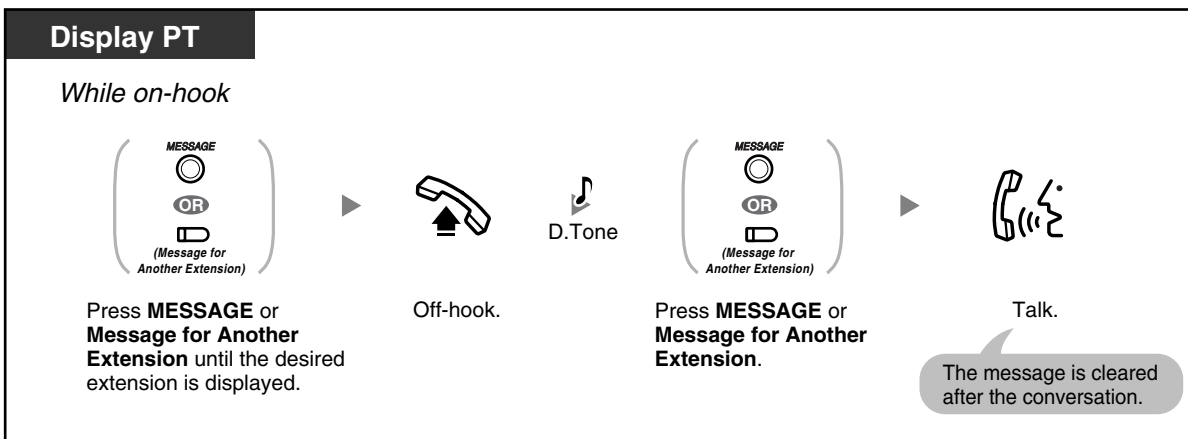 Display PT
While on-hook
MESSAGE
OR
(Message for
Another Extension)
Press MESSAGE or
Message for Another
Extension until the desired
extension is displayed.
Off-hook.
D.Tone
MESSAGE
OR
(Message for
Another Extension)
Press MESSAGE or
Message for Another
Extension.
Talk.
The message is cleared
after the conversation.